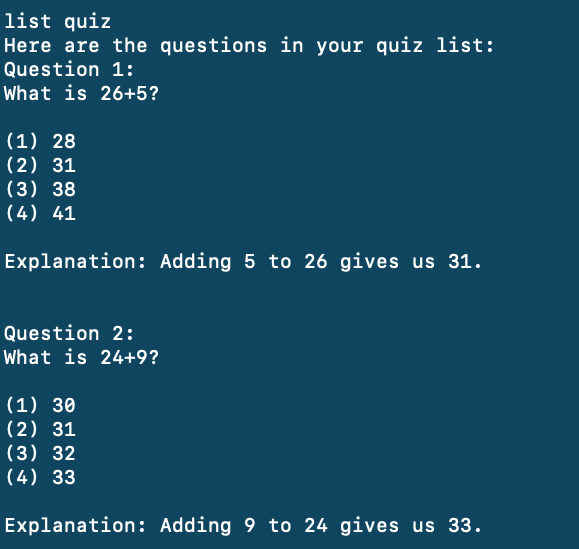 list quiz
Here are the questions in your quiz list:
Question 1:
What is 26+5?
(1) 28
(2) 31
(3) 38
(4) 41
Explanation: Adding 5 to 26 gives us 31.
Question 2:
What is 24+9?
(1) 30
(2) 31
(3) 32
(4) 33
Explanation: Adding 9 to 24 gives us 33.